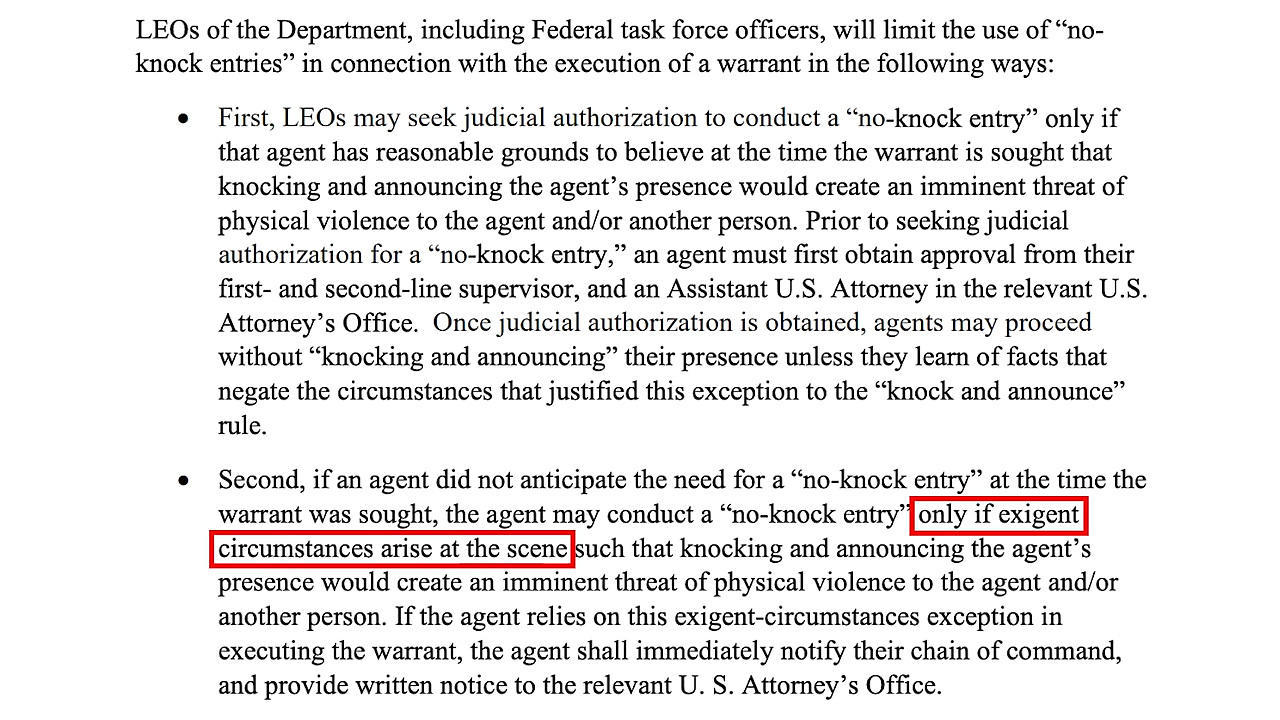 LEOs of the Department, including Federal task force officers, will limit the use of “no-
knock entries” in connection with the execution of a warrant in the following ways:
• First, LEOs may seek judicial authorization to conduct a “no-knock entry” only if
that agent has reasonable grounds to believe at the time the warrant is sought that
knocking and announcing the agent’s presence would create an imminent threat of
physical violence to the agent and/or another person. Prior to seeking judicial
authorization for a “no-knock entry,” an agent must first obtain approval from their
first- and second-line supervisor, and an Assistant U.S. Attorney in the relevant U.S.
Attorney’s Office.  Once judicial authorization is obtained, agents may proceed
without “knocking and announcing” their presence unless they learn of facts that
negate the circumstances that justified this exception to the “knock and announce”
rule.
• Second, if an agent did not anticipate the need for a “no-knock entry” at the time the
warrant was sought, the agent may conduct a “no-knock entry” only if exigent
circumstances arise at the scene such that knocking and announcing the agent’s
presence would create an imminent threat of physical violence to the agent and/or
another person. If the agent relies on this exigent-circumstances exception in
executing the warrant, the agent shall immediately notify their chain of command,
and provide written notice to the relevant U. S. Attorney’s Office.